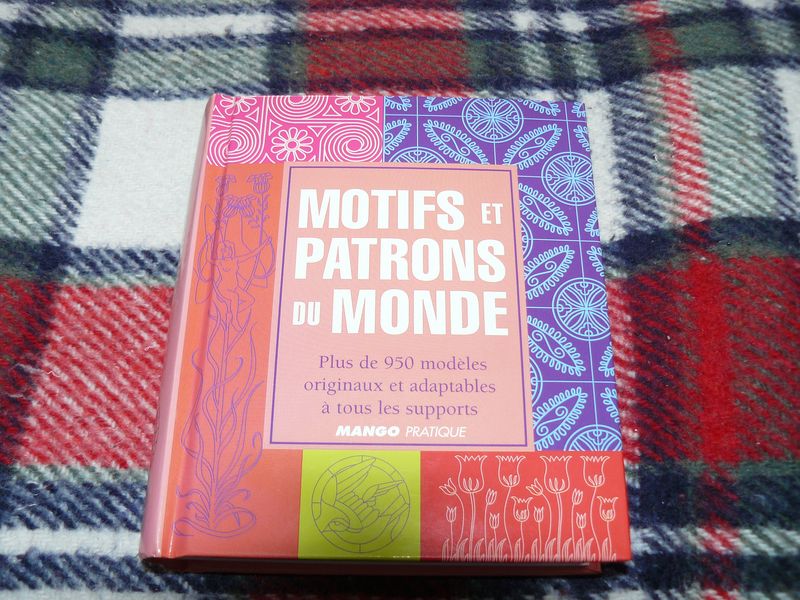 MOTIFS ET
PATRONS
DU MONDE
Plus de 950 modèles
originaux et adaptables
à tous les supports
MANGO PRATIQUE